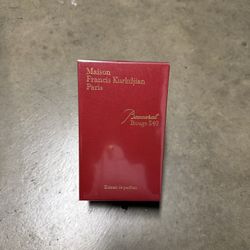 Maison
Francis Kurkdjian
Paris
Baccarat
Rouge 540
Extrait de parfum